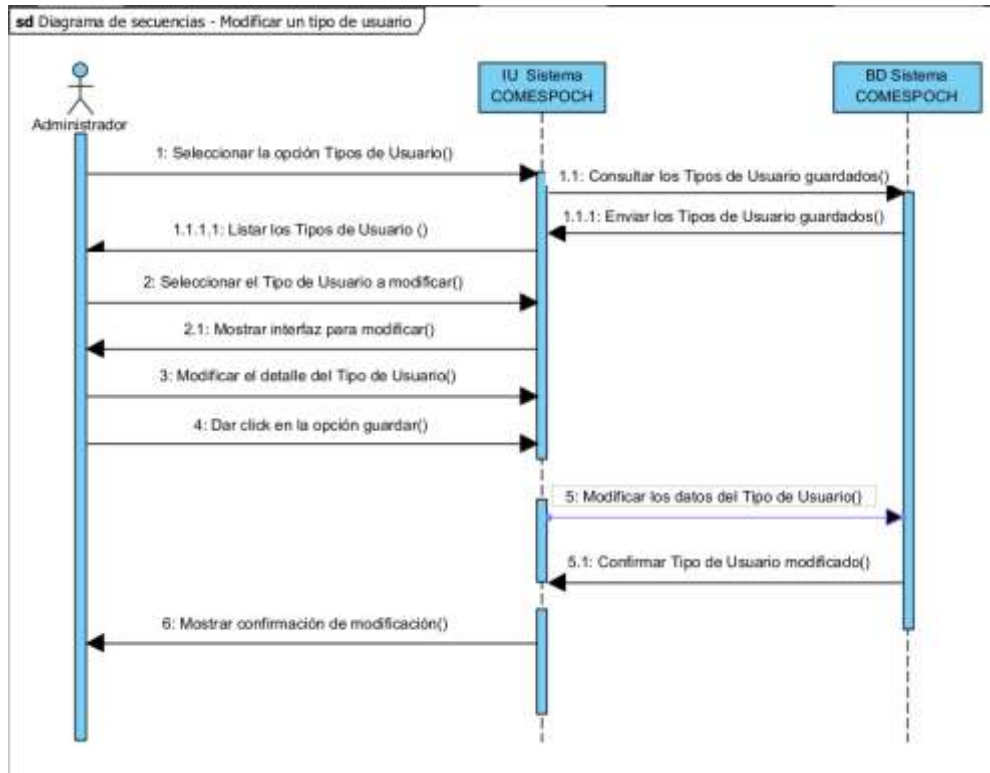 sd Diagrama de secuencias - Modificar un tipo de usuario
IU Sistema
COMESPOCH
BD Sistema
COMESPOCH
Administrador
1: Seleccionar la opción Tipos de Usuario()
1.1: Consultar los Tipos de Usuario guardados()
1.1.1: Enviar los Tipos de Usuario guardados()
1.1.1.1: Listar los Tipos de Usuario ()
2: Seleccionar el Tipo de Usuario a modificar()
2.1: Mostrar interfaz para modificar()
3: Modificar el detalle del Tipo de Usuario()
4: Dar click en la opción guardar()
5: Modificar los datos del Tipo de Usuario()
5.1: Confirmar Tipo de Usuario modificado()
6: Mostrar confirmación de modificación()